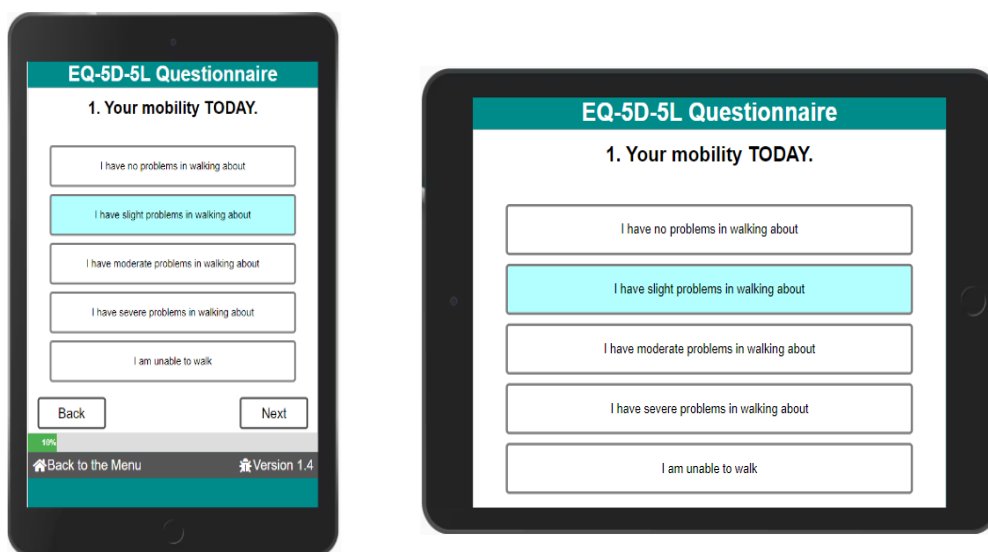 EQ-5D-5L Questionnaire
1. Your mobility TODAY.
I have no problems in walking about
I have slight problems in walking about
I have moderate problems in walking about
I have severe problems in walking about
I am unable to walk
Back
Next
10%
Back to the Menu
Version 1.4
EQ-5D-5L Questionnaire
1. Your mobility TODAY.
I have no problems in walking about
I have slight problems in walking about
I have moderate problems in walking about
I have severe problems in walking about
I am unable to walk